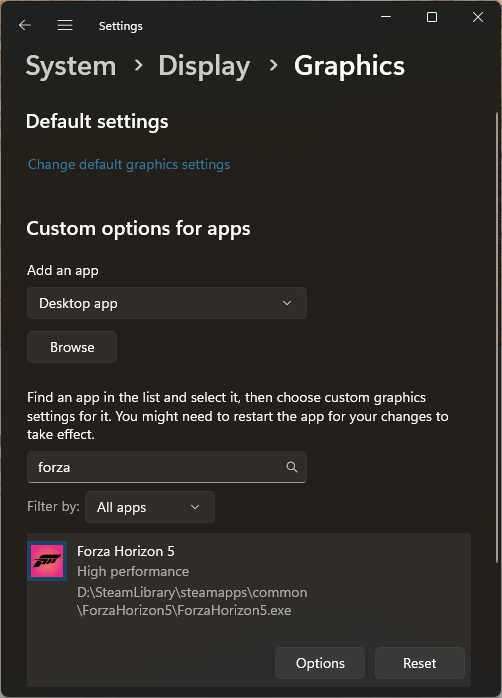 Settings
System > Display > Graphics
Default settings
Change default graphics settings
Custom options for apps
Add an app
Desktop app
Browse
Find an app in the list and select it, then choose custom graphics
settings for it. You might need to restart the app for your changes to
take effect.
forza
Filter by: All apps
Forza Horizon 5
High performance
D:\SteamLibrary\steamapps\common
\ForzaHorizon5\ForzaHorizon5.exe
Options Reset